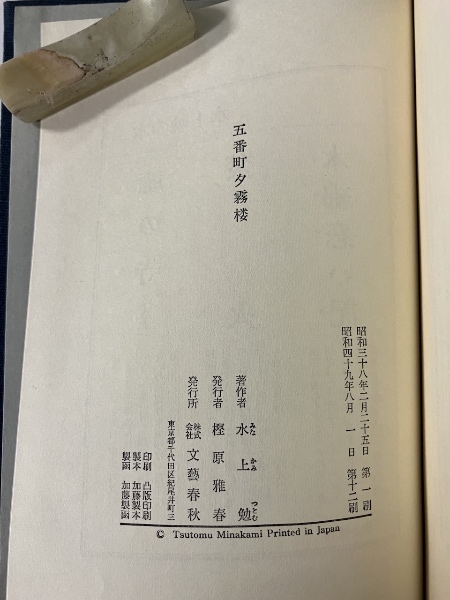 五番町夕霧楼
昭和三十八年二月二十五日 第一刷
昭和四十九年八月一日 第十二刷
著作者 水上勉
みな かみ つとむ
発行者 樫原雅春
発行所 株式会社 文藝春秋
東京都千代田区紀尾井町三
印刷 凸版印刷
製本 加藤製本
製函 加藤製函
© Tsutomu Minakami Printed in Japan